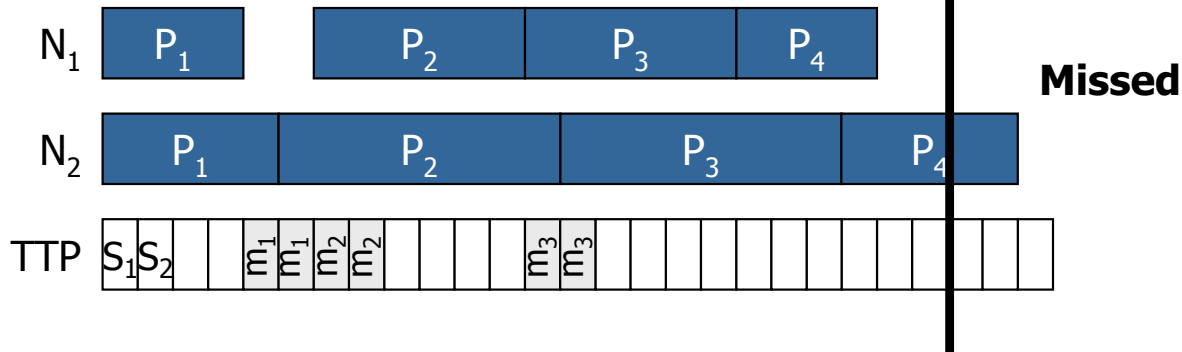 N₁ P₁ P₂ P₃ P₄
Missed
N₂ P₁ P₂ P₃ P₄
TTP S₁ S₂ m₁ m₁ m₂ m₂ m₃ m₃